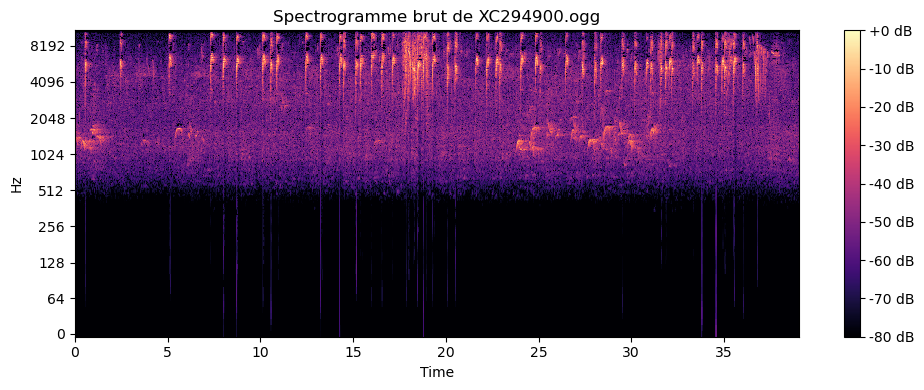 Spectrogramme brut de XC294900.ogg
Hz
8192
4096
2048
1024
512
256
128
64
0
0 5 10 15 20 25 30 35
Time
+0 dB
-10 dB
-20 dB
-30 dB
-40 dB
-50 dB
-60 dB
-70 dB
-80 dB